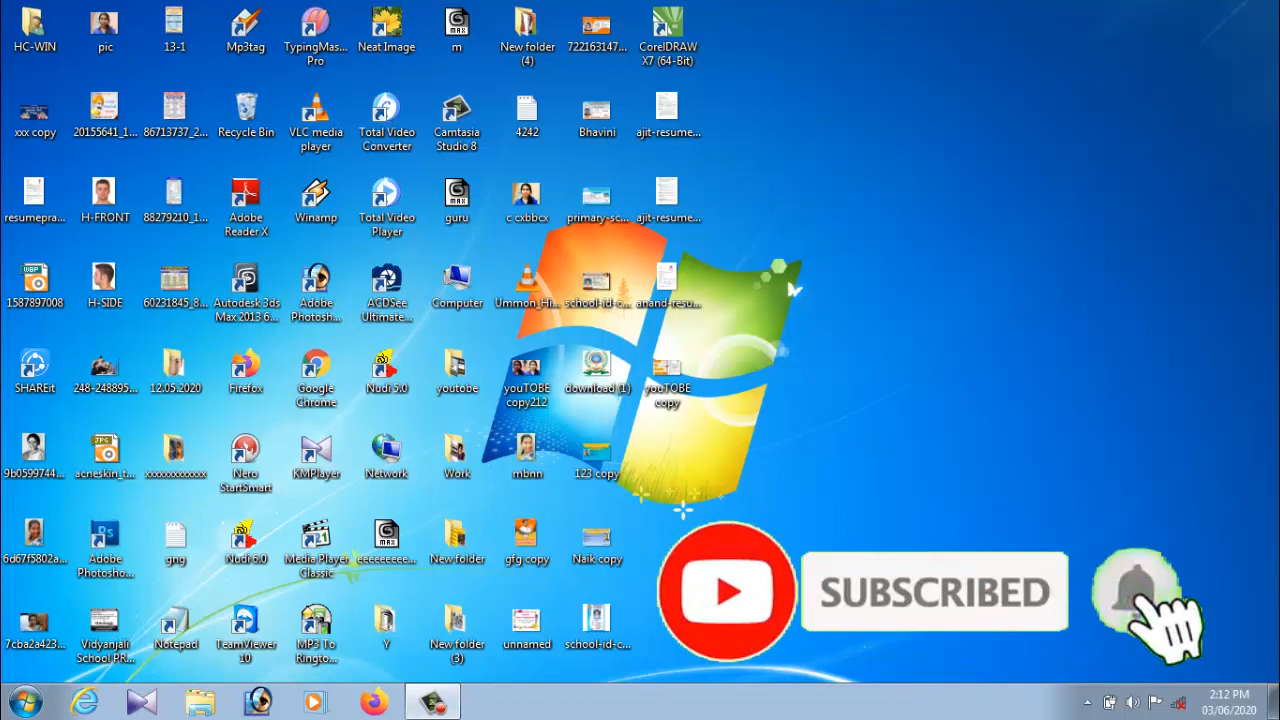 HC-WIN
pic
13-1
Mp3tag
TypingMas...
Pro
Neat Image
m
New folder
(4)
722163147...
CorelDRAW
X7 (64-Bit)
xxx copy
20155641_1...
86713737_2...
Recycle Bin
VLC media
player
Total Video
Converter
Camtasia
Studio 8
4242
Bhavini
ajit-resume...
resumepra...
H-FRONT
88279210_1...
Adobe
Reader X
Winamp
Total Video
Player
guru
c cxbbcx
primary-sc...
ajit-resume...
1587897008
H-SIDE
60231845_8...
Autodesk 3ds
Max 2013 6...
Adobe
Photosh...
ACDSee
Ultimate...
Computer
Ummon_Hi...
school-id-c...
anand-resu...
SHAREit
248-248895...
12.05.2020
Firefox
Google
Chrome
Nudi 5.0
youtobe
youTOBE
copy212
download (1)
youTOBE
copy
9b0599744...
acneskin_t...
xxxxxxxxxxxx
Nero
StartSmart
KMPlayer
Network
Work
mbnn
123 copy
6d67f5802a...
Adobe
Photosho...
gng
Nudi 6.0
Media Player
Classic
eeeeeeeee...
New folder
gfg copy
Naik copy
7cba2a423...
Vidyanjali
School PR...
Notepad
TeamViewer
10
MP3 To
Ringto...
Y
New folder
(3)
unnamed
school-id-c...
SUBSCRIBED
2:12 PM
03/06/2020